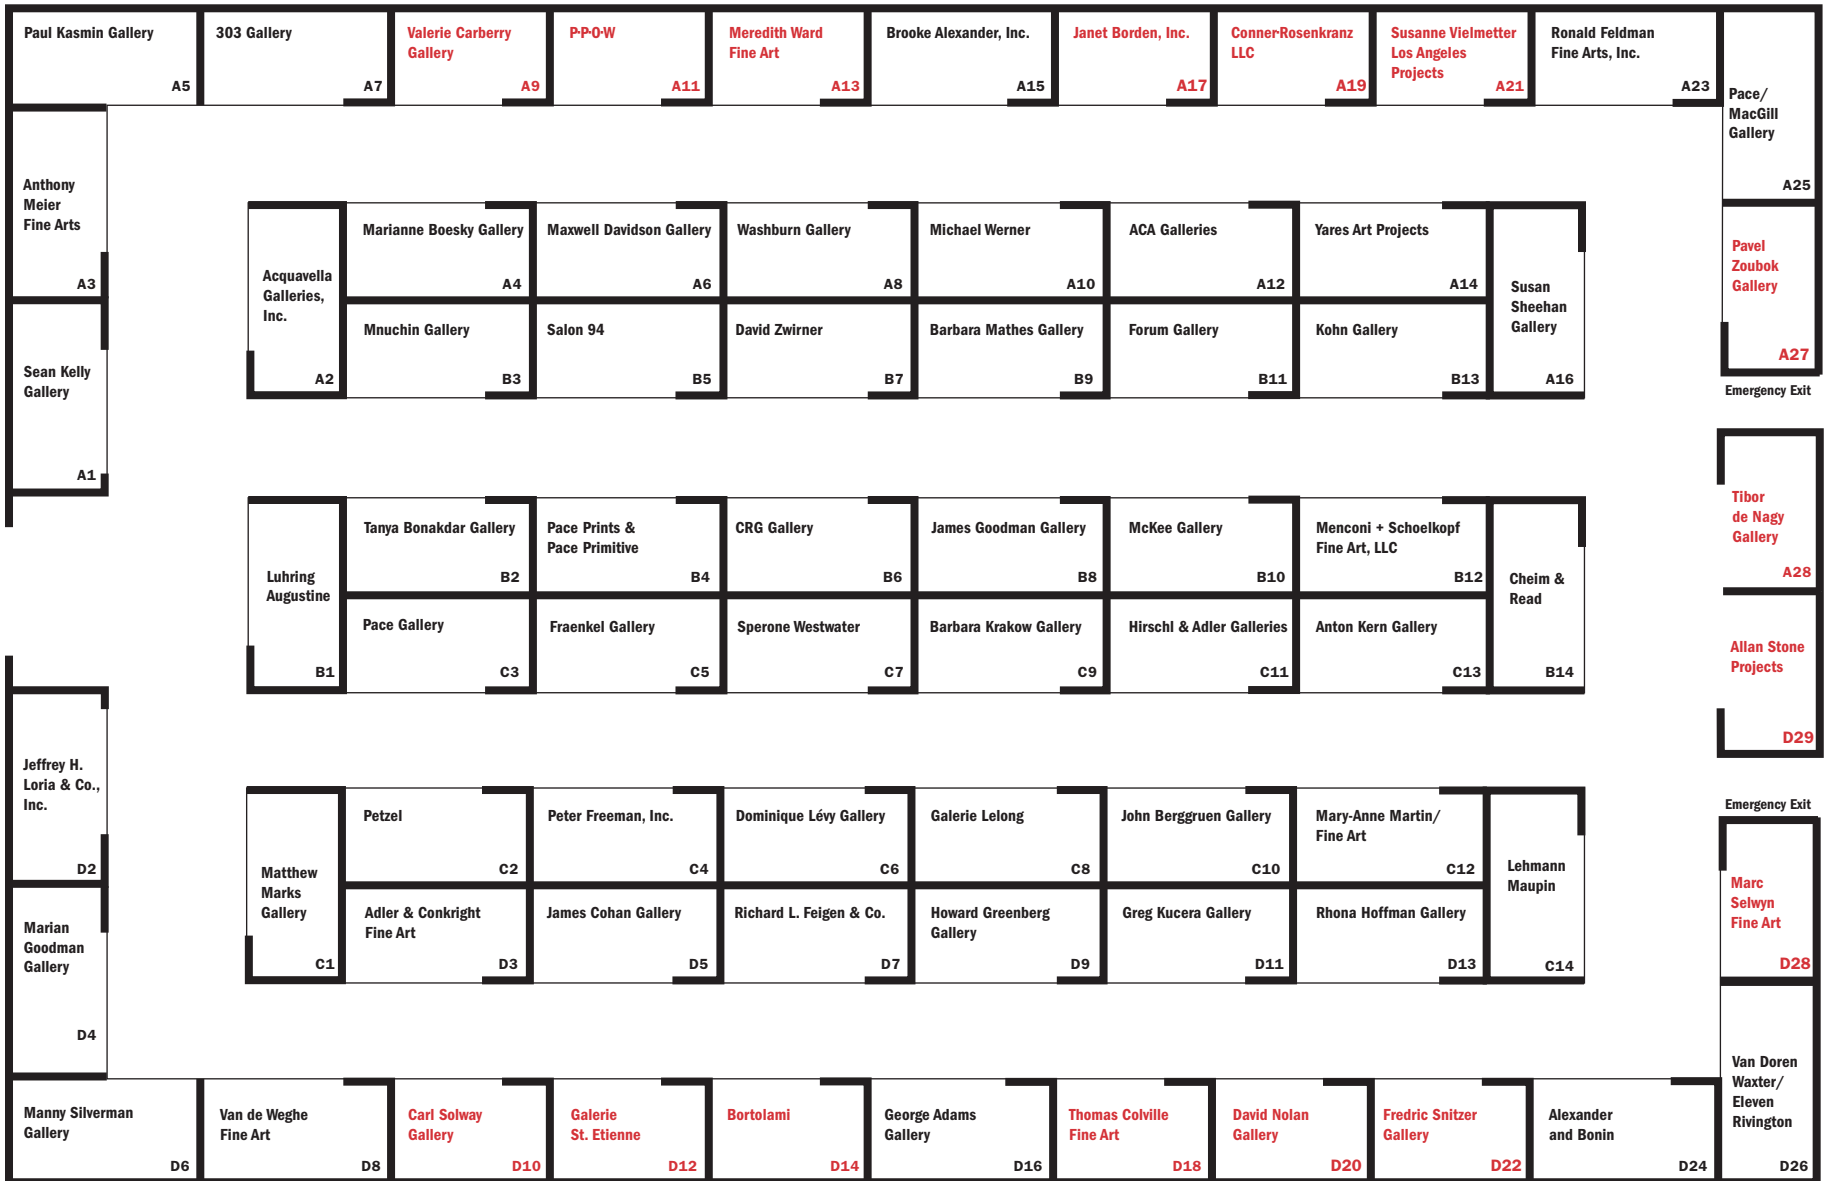 Paul Kasmin Gallery
A5
303 Gallery
A7
Valerie Carberry
Gallery
A9
P·P·O·W
A11
Meredith Ward
Fine Art
A13
Brooke Alexander, Inc.
A15
Janet Borden, Inc.
A17
Conner·Rosenkranz
LLC
A19
Susanne Vielmetter
Los Angeles
Projects
A21
Ronald Feldman
Fine Arts, Inc.
A23
Pace/
MacGill
Gallery
A25
Anthony
Meier
Fine Arts
A3
Sean Kelly
Gallery
A1
Acquavella
Galleries,
Inc.
A2
Marianne Boesky Gallery
A4
Maxwell Davidson Gallery
A6
Washburn Gallery
A8
Michael Werner
A10
ACA Galleries
A12
Yares Art Projects
A14
Mnuchin Gallery
B3
Salon 94
B5
David Zwirner
B7
Barbara Mathes Gallery
B9
Forum Gallery
B11
Kohn Gallery
B13
Susan
Sheehan
Gallery
A16
Pavel
Zoubok
Gallery
A27
Emergency Exit
Luhring
Augustine
B1
Tanya Bonakdar Gallery
B2
Pace Prints &
Pace Primitive
B4
CRG Gallery
B6
James Goodman Gallery
B8
McKee Gallery
B10
Menconi + Schoelkopf
Fine Art, LLC
B12
Pace Gallery
C3
Fraenkel Gallery
C5
Sperone Westwater
C7
Barbara Krakow Gallery
C9
Hirschl & Adler Galleries
C11
Anton Kern Gallery
C13
Cheim &
Read
B14
Tibor
de Nagy
Gallery
A28
Allan Stone
Projects
D29
Emergency Exit
Jeffrey H.
Loria & Co.,
Inc.
D2
Marian
Goodman
Gallery
D4
Matthew
Marks
Gallery
C1
Petzel
C2
Peter Freeman, Inc.
C4
Dominique Lévy Gallery
C6
Galerie Lelong
C8
John Berggruen Gallery
C10
Mary-Anne Martin/
Fine Art
C12
Adler & Conkright
Fine Art
D3
James Cohan Gallery
D5
Richard L. Feigen & Co.
D7
Howard Greenberg
Gallery
D9
Greg Kucera Gallery
D11
Rhona Hoffman Gallery
D13
Lehmann
Maupin
C14
Marc
Selwyn
Fine Art
D28
Manny Silverman
Gallery
D6
Van de Weghe
Fine Art
D8
Carl Solway
Gallery
D10
Galerie
St. Etienne
D12
Bortolami
D14
George Adams
Gallery
D16
Thomas Colville
Fine Art
D18
David Nolan
Gallery
D20
Fredric Snitzer
Gallery
D22
Alexander
and Bonin
D24
Van Doren
Waxter/
Eleven
Rivington
D26